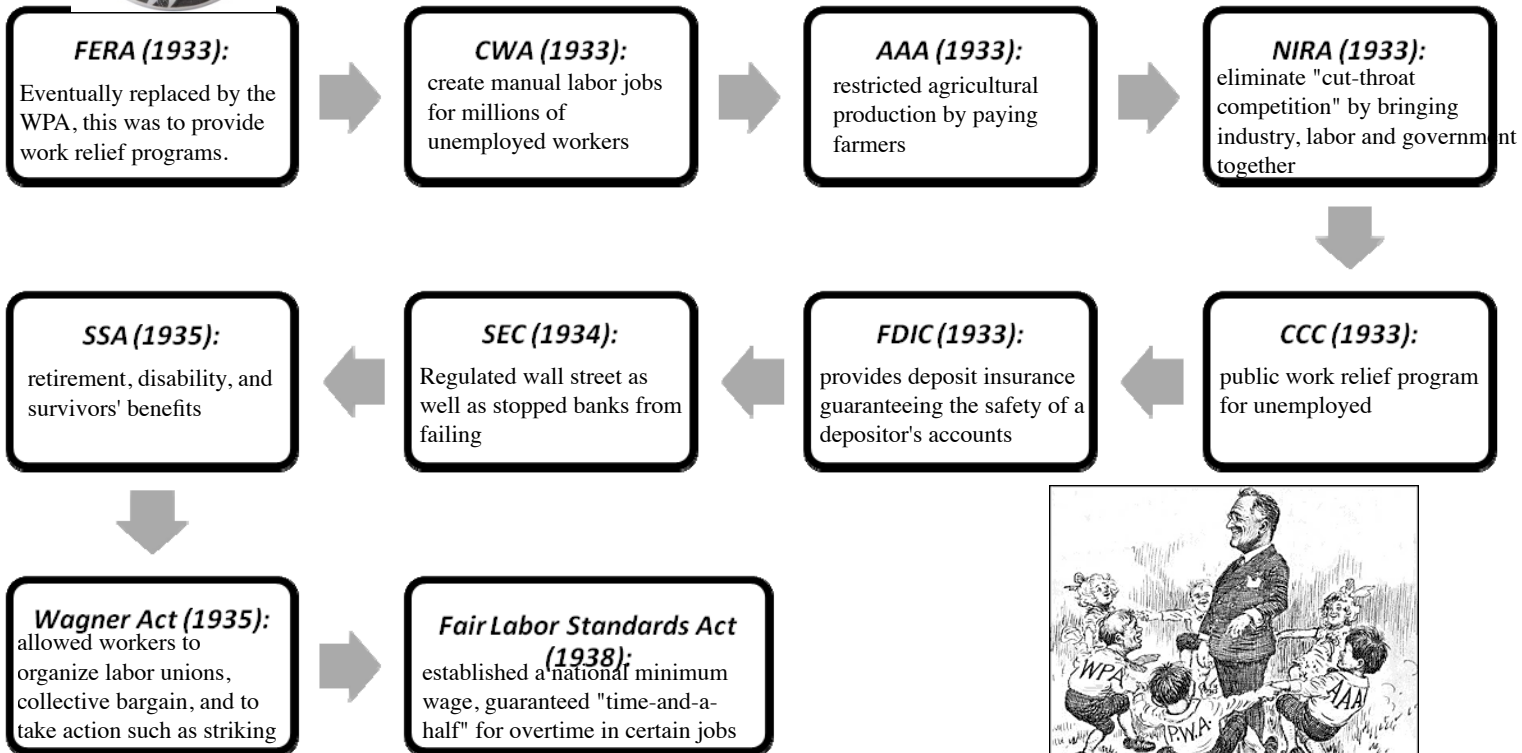 FERA (1933):
Eventually replaced by the
WPA, this was to provide
work relief programs.
CWA (1933):
create manual labor jobs
for millions of
unemployed workers
AAA (1933):
restricted agricultural
production by paying
farmers
NIRA (1933):
eliminate "cut-throat
competition" by bringing
industry, labor and government
together
CCC (1933):
public work relief program
for unemployed
FDIC (1933):
provides deposit insurance
guaranteeing the safety of a
depositor's accounts
SEC (1934):
Regulated wall street as
well as stopped banks from
failing
SSA (1935):
retirement, disability, and
survivors' benefits
Wagner Act (1935):
allowed workers to
organize labor unions,
collective bargain, and to
take action such as striking
Fair Labor Standards Act
(1938):
established a national minimum
wage, guaranteed "time-and-a-
half" for overtime in certain jobs
WPA
P.W.A.
AAA